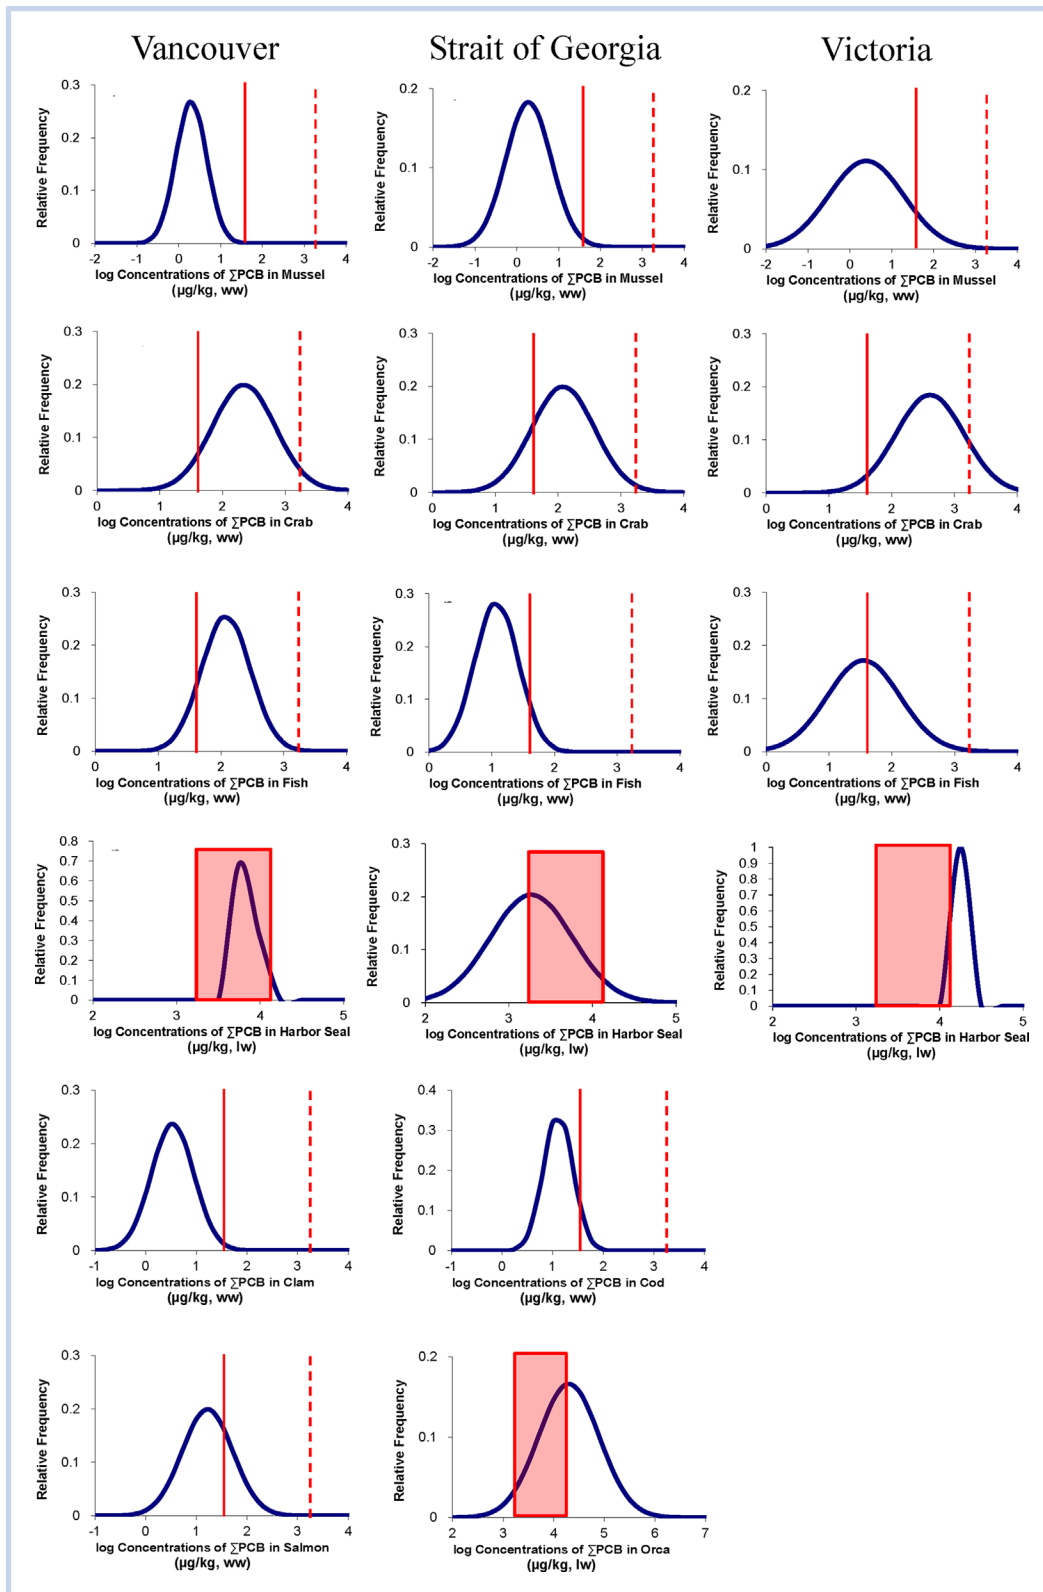 Vancouver
Strait of Georgia
Victoria
Relative Frequency
0.3
0.2
0.1
0
-2 -1 0 1 2 3 4
log Concentrations of ∑PCB in Mussel
(µg/kg, ww)
Relative Frequency
0.2
0.1
0
-2 -1 0 1 2 3 4
log Concentrations of ∑PCB in Mussel
(µg/kg, ww)
Relative Frequency
0.2
0.1
0
-2 -1 0 1 2 3 4
log Concentrations of ∑PCB in Mussel
(µg/kg, ww)
Relative Frequency
0.3
0.2
0.1
0
0 1 2 3 4
log Concentrations of ∑PCB in Crab
(µg/kg, ww)
Relative Frequency
0.3
0.2
0.1
0
0 1 2 3 4
log Concentrations of ∑PCB in Crab
(µg/kg, ww)
Relative Frequency
0.3
0.2
0.1
0
0 1 2 3 4
log Concentrations of ∑PCB in Crab
(µg/kg, ww)
Relative Frequency
0.3
0.2
0.1
0
0 1 2 3 4
log Concentrations of ∑PCB in Fish
(µg/kg, ww)
Relative Frequency
0.3
0.2
0.1
0
0 1 2 3 4
log Concentrations of ∑PCB in Fish
(µg/kg, ww)
Relative Frequency
0.3
0.2
0.1
0
0 1 2 3 4
log Concentrations of ∑PCB in Fish
(µg/kg, ww)
Relative Frequency
0.8
0.7
0.6
0.5
0.4
0.3
0.2
0.1
0
2 3 4 5
log Concentrations of ∑PCB in Harbor Seal
(µg/kg, lw)
Relative Frequency
0.3
0.2
0.1
0
2 3 4 5
log Concentrations of ∑PCB in Harbor Seal
(µg/kg, lw)
Relative Frequency
1
0.9
0.8
0.7
0.6
0.5
0.4
0.3
0.2
0.1
0
2 3 4 5
log Concentrations of ∑PCB in Harbor Seal
(µg/kg, lw)
Relative Frequency
0.3
0.2
0.1
0
-1 0 1 2 3 4
log Concentrations of ∑PCB in Clam
(µg/kg, ww)
Relative Frequency
0.4
0.3
0.2
0.1
0
-1 0 1 2 3 4
log Concentrations of ∑PCB in Cod
(µg/kg, ww)
Relative Frequency
0.3
0.2
0.1
0
-1 0 1 2 3 4
log Concentrations of ∑PCB in Salmon
(µg/kg, ww)
Relative Frequency
0.2
0.1
0
2 3 4 5 6 7
log Concentrations of ∑PCB in Orca
(µg/kg, lw)